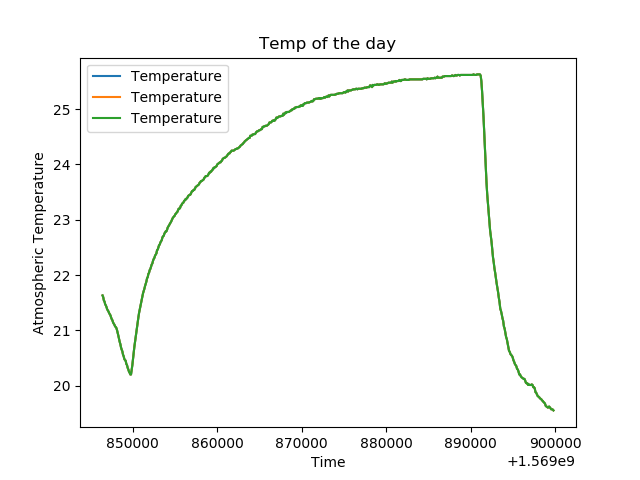 Temp of the day
Temperature
Temperature
Temperature
Atmospheric Temperature
25
24
23
22
21
20
850000 860000 870000 880000 890000 900000
Time
+1.569e9